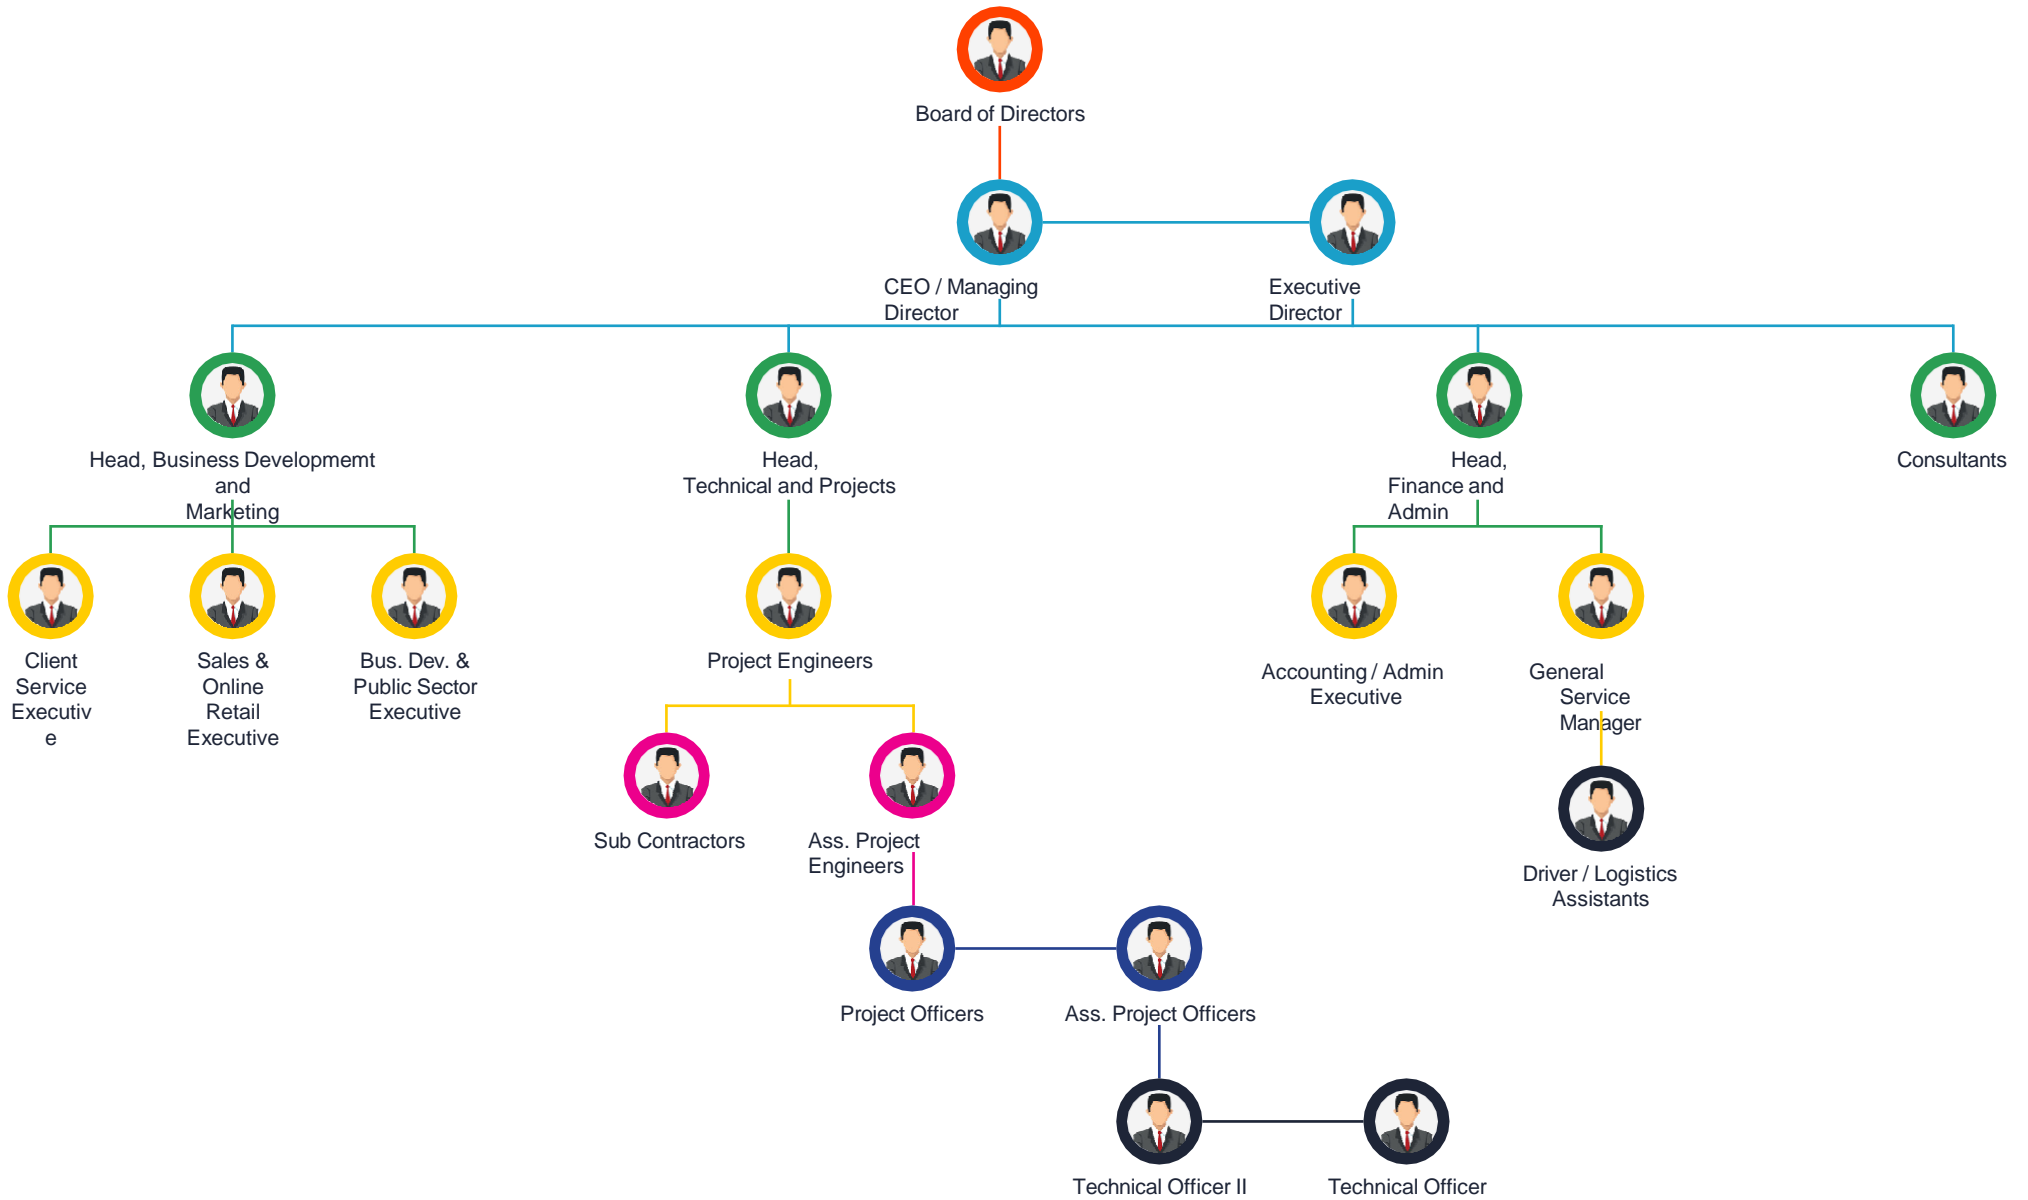 Board of Directors
CEO / Managing
Director
Executive
Director
Head, Business Developmemt
and
Marketing
Head,
Technical and Projects
Head,
Finance and
Admin
Consultants
Client
Service
Executiv
e
Sales &
Online
Retail
Executive
Bus. Dev. &
Public Sector
Executive
Project Engineers
Accounting / Admin
Executive
General
Service
Manager
Sub Contractors
Ass. Project
Engineers
Driver / Logistics
Assistants
Project Officers
Ass. Project Officers
Technical Officer II
Technical Officer